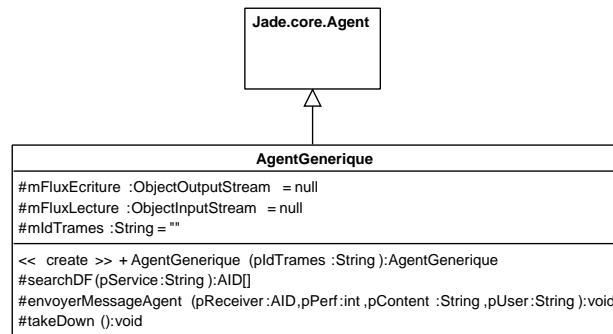 Jade.core.Agent
AgentGenerique
#mFluxEcriture :ObjectOutputStream = null
#mFluxLecture :ObjectInputStream = null
#mIdTrames :String = ""
<< create >> +AgentGenerique (pIdTrames :String ):AgentGenerique
#searchDF(pService:String ):AID[]
#envoyerMessageAgent (pReceiver:AID,pPerf:int ,pContent :String ,pUser:String ):void
#takeDown ():void